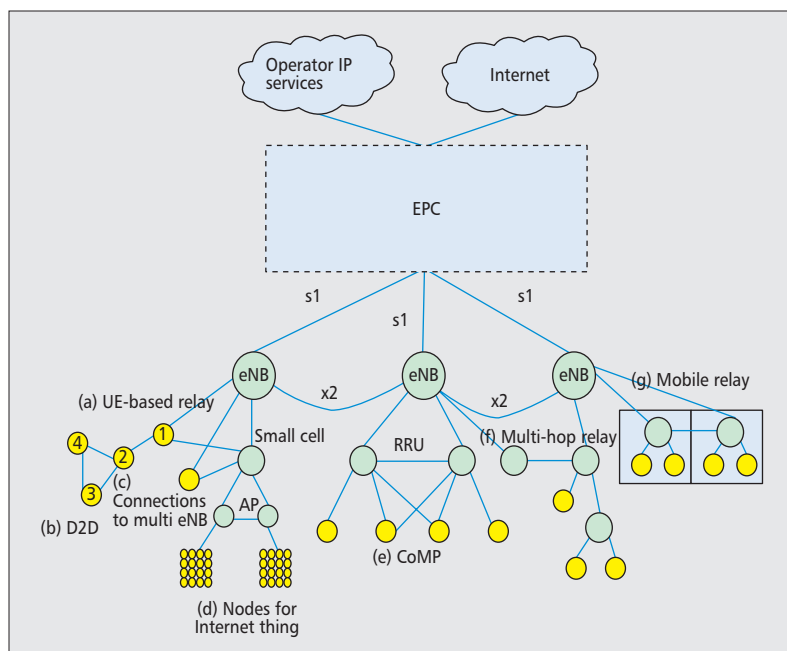 Operator IP
services
Internet
EPC
s1
s1
s1
eNB
eNB
eNB
x2
x2
(g) Mobile relay
(a) UE-based relay
1
Small cell
4
2
RRU
(f) Multi-hop relay
(c)
3
Connections
to multi eNB
AP
(b) D2D
(e) CoMP
(d) Nodes for
Internet thing